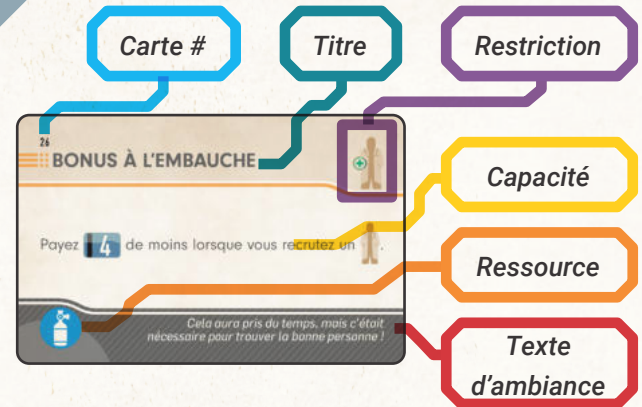 Carte #
Titre
Restriction
26
BONUS À L'EMBAUCHE
Capacité
Payez 4 de moins lorsque vous recrutez un .
Ressource
Cela aura pris du temps, mais c'était
nécessaire pour trouver la bonne personne !
Texte
d'ambiance